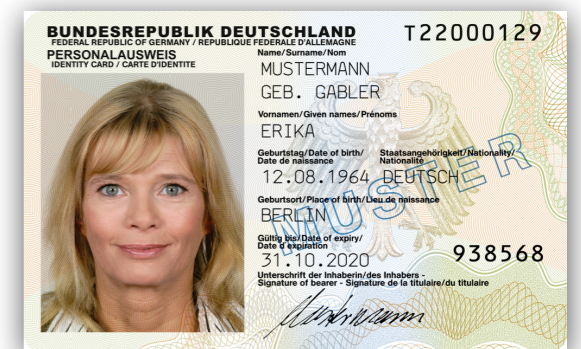 BUNDESREPUBLIK DEUTSCHLAND
T22000129
FEDERAL REPUBLIC OF GERMANY / REPUBLIQUE FEDERALE D'ALLEMAGNE
PERSONALAUSWEIS
IDENTITY CARD / CARTE D'IDENTITE
Name/Surname/Nom
MUSTERMANN
GEB. GABLER
Vornamen/Given names/Prénoms
ERIKA
Geburtstag/Date of birth/
Date de naissance
Staatsangehörigkeit/Nationality/
Nationalité
12.08.1964 DEUTSCH
Geburtsort/Place of birth/Lieu de naissance
BERLIN
MUSTER
Gültig bis/Date of expiry/
Date d'expiration
31.10.2020
938568
Unterschrift der Inhaberin/des Inhabers -
Signature of bearer - Signature de la titulaire/du titulaire
Mustermann